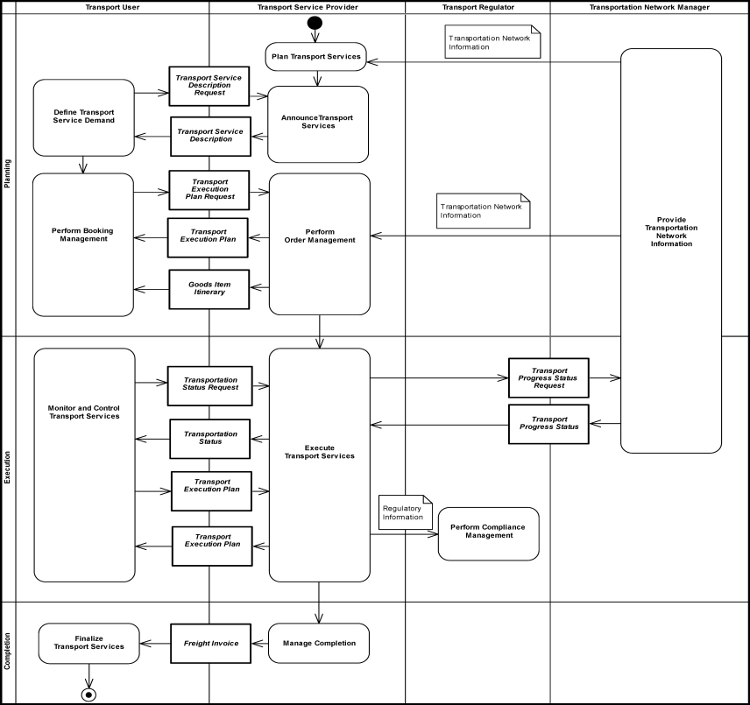 Transport User
Transport Service Provider
Transport Regulator
Transportation Network Manager
Planning
Plan Transport Services
Transportation Network
Information
Transport Service
Description
Request
Define Transport
Service Demand
AnnounceTransport
Services
Transport Service
Description
Transport
Execution
Plan Request
Transportation Network
Information
Perform Booking
Management
Transport
Execution Plan
Perform
Order Management
Provide
Transportation
Network
Information
Goods Item
Itinerary
Execution
Transport
Progress Status
Request
Transportation
Status Request
Monitor and Control
Transport Services
Transport
Progress Status
Transportation
Status
Execute
Transport Services
Transport
Execution Plan
Regulatory
Information
Perform Compliance
Management
Transport
Execution Plan
Completion
Finalize
Transport Services
Freight Invoice
Manage Completion